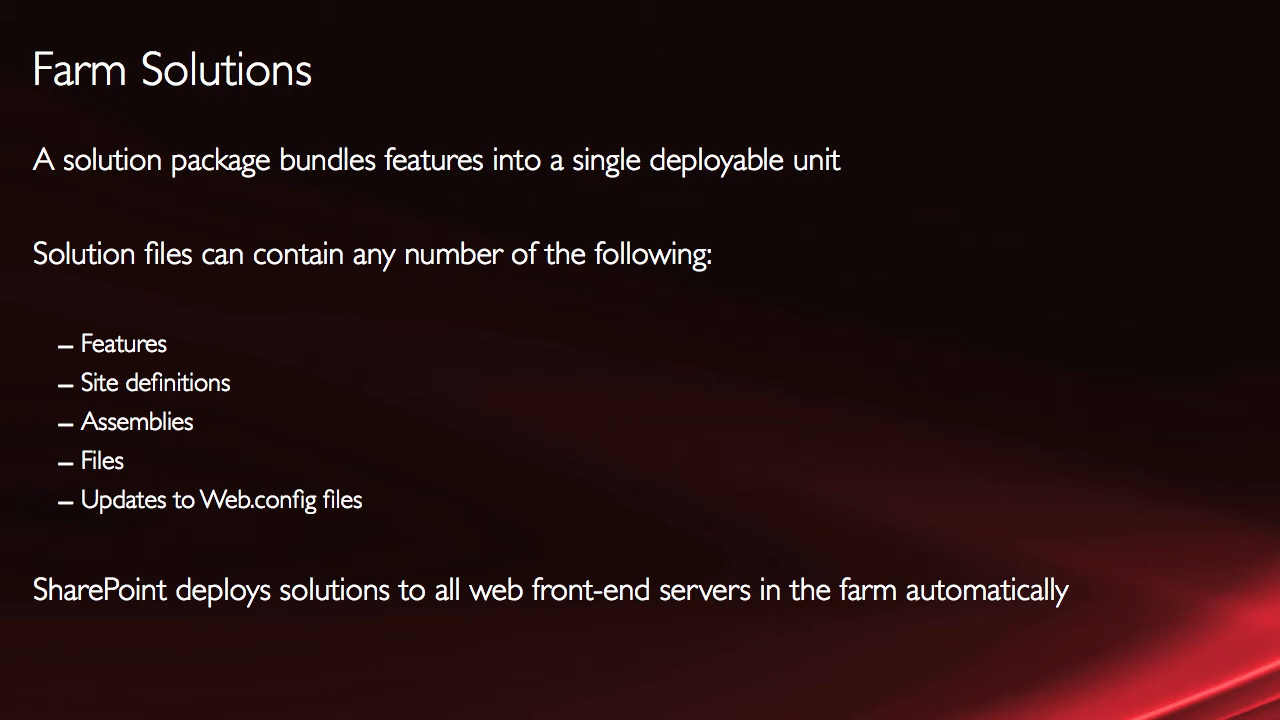 Farm Solutions
A solution package bundles features into a single deployable unit
Solution files can contain any number of the following:
– Features
– Site definitions
– Assemblies
– Files
– Updates to Web.config files
SharePoint deploys solutions to all web front-end servers in the farm automatically